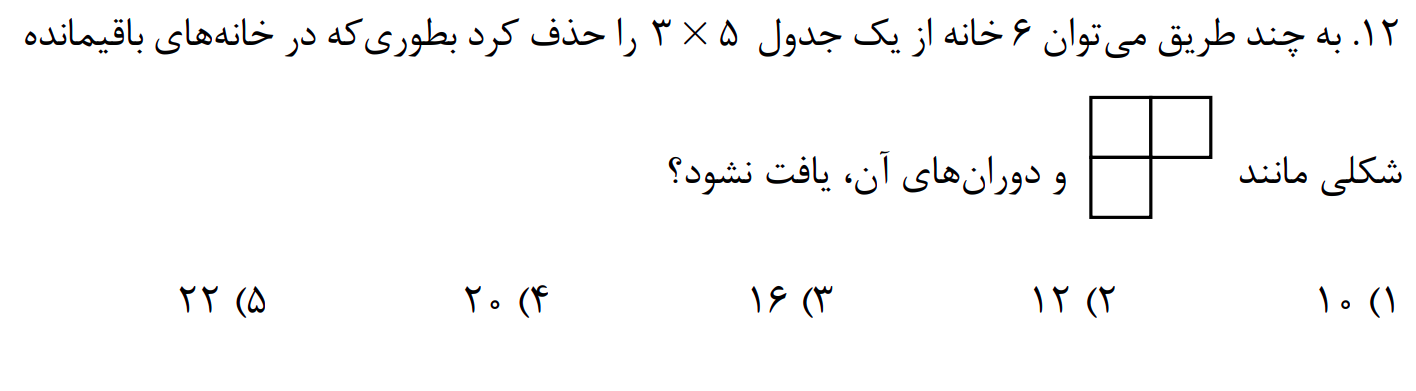 ۱۲. به چند طریق می‌توان ۶ خانه از یک جدول ۵ × ۳ را حذف کرد بطوری‌که در خانه‌های باقیمانده
شکلی مانند و دوران‌های آن، یافت نشود؟
۱) ۱۰ ۲) ۱۲ ۳) ۱۶ ۴) ۲۰ ۵) ۲۲